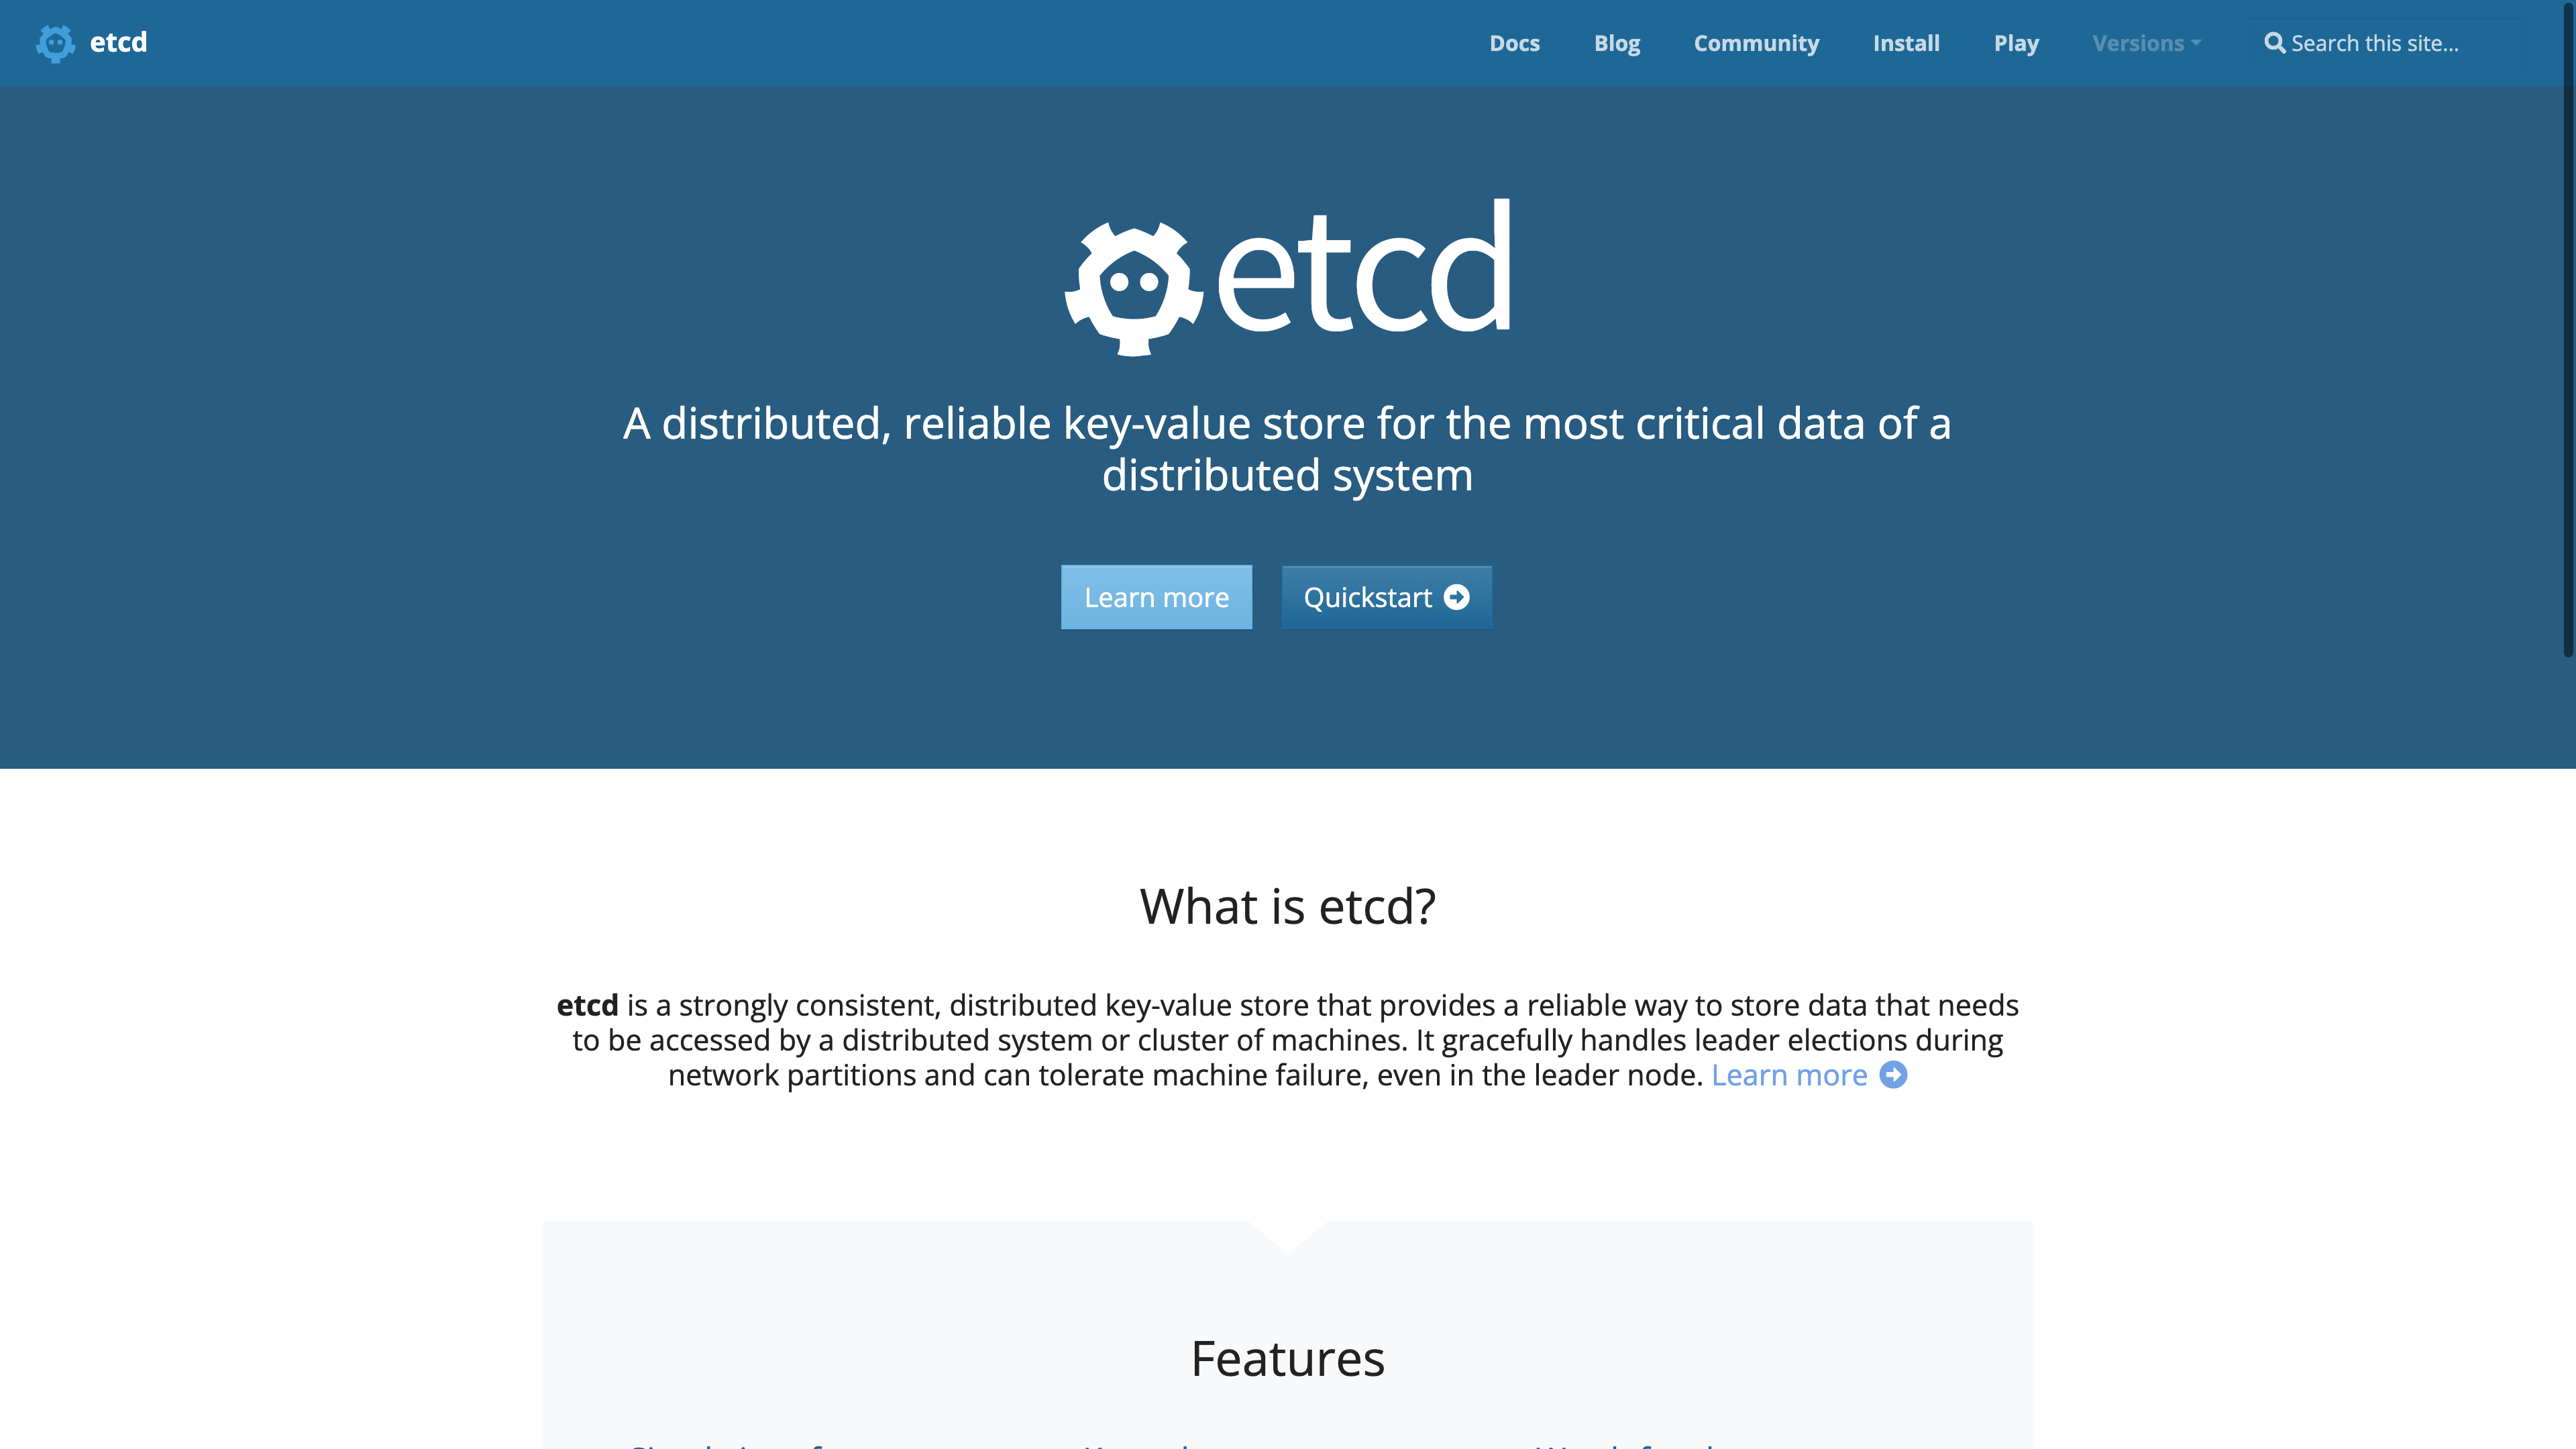 etcd
Docs
Blog
Community
Install
Play
Versions
Search this site…
etcd
A distributed, reliable key-value store for the most critical data of a
distributed system
Learn more
Quickstart
What is etcd?
etcd is a strongly consistent, distributed key-value store that provides a reliable way to store data that needs
to be accessed by a distributed system or cluster of machines. It gracefully handles leader elections during
network partitions and can tolerate machine failure, even in the leader node. Learn more
Features